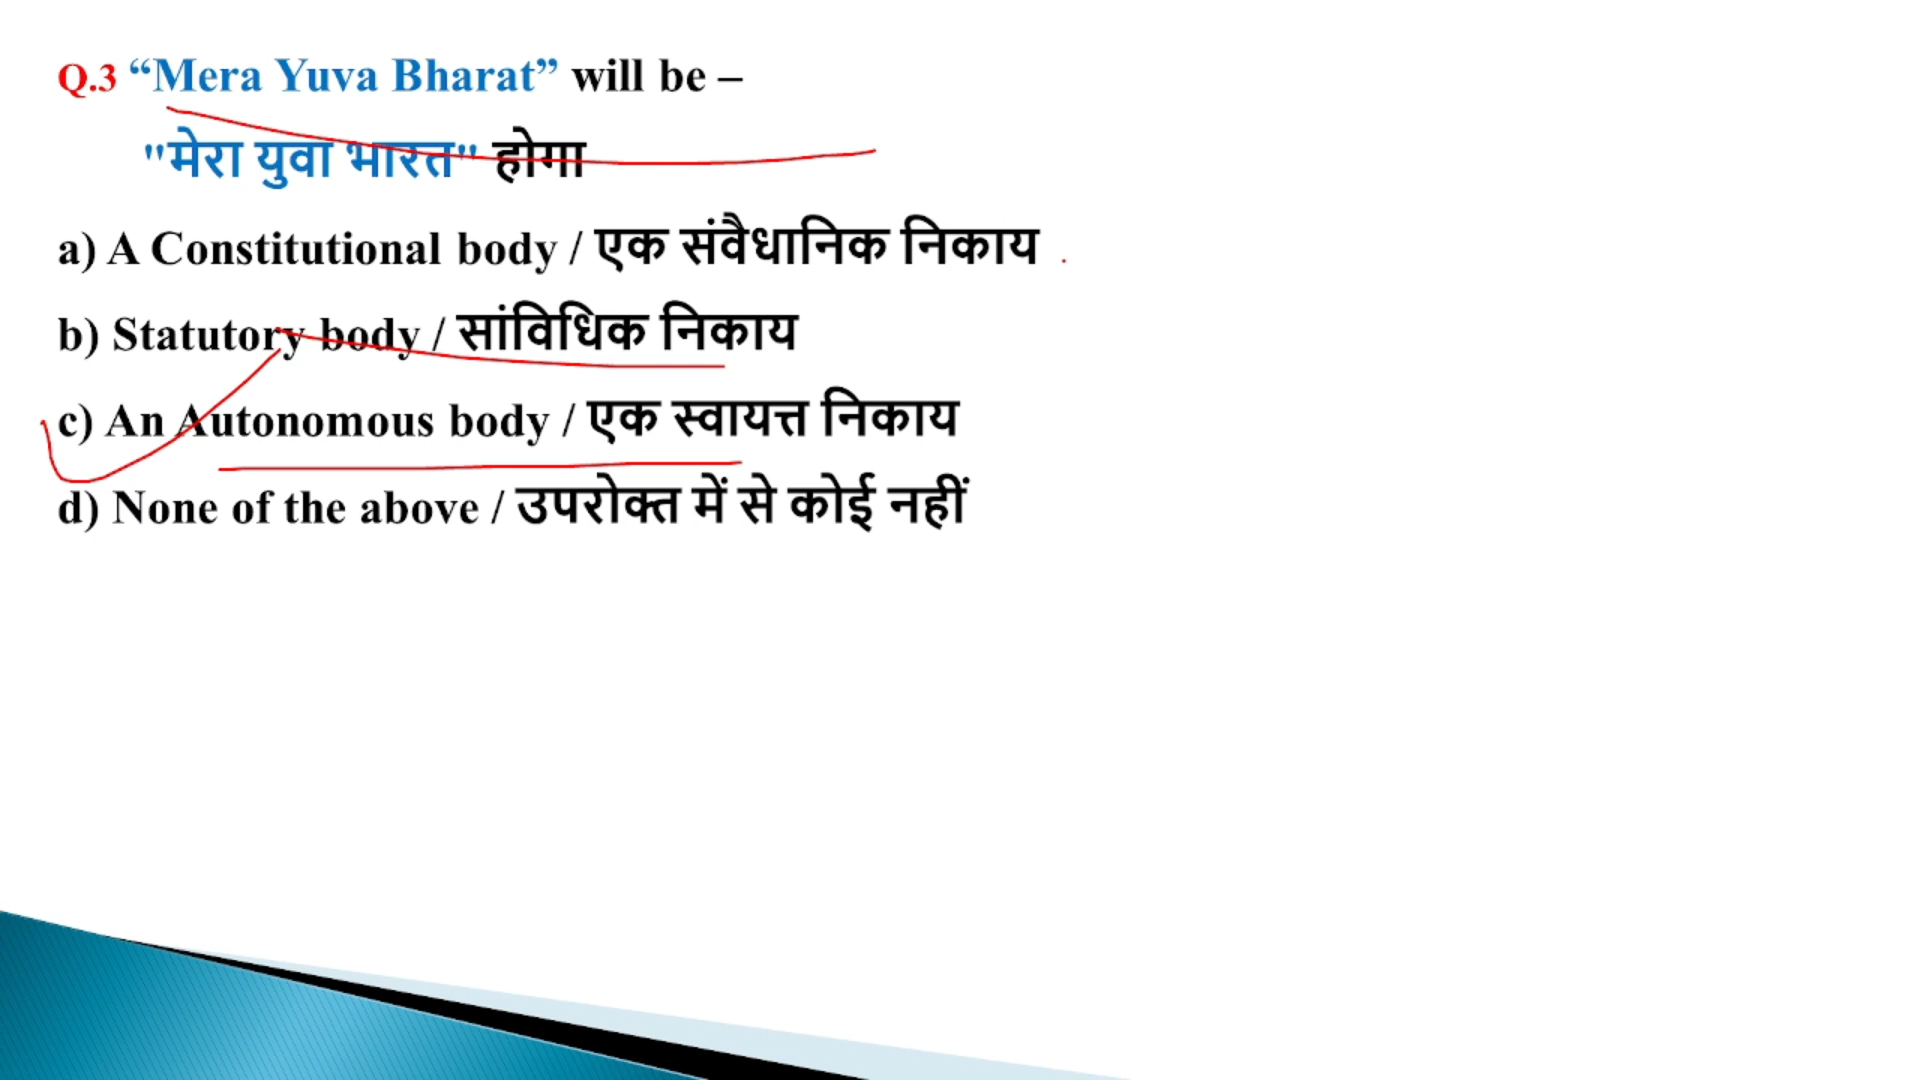 Q.3 “Mera Yuva Bharat” will be –
"मेरा युवा भारत" होगा
a) A Constitutional body / एक संवैधानिक निकाय
b) Statutory body / सांविधिक निकाय
c) An Autonomous body / एक स्वायत्त निकाय
d) None of the above / उपरोक्त में से कोई नहीं